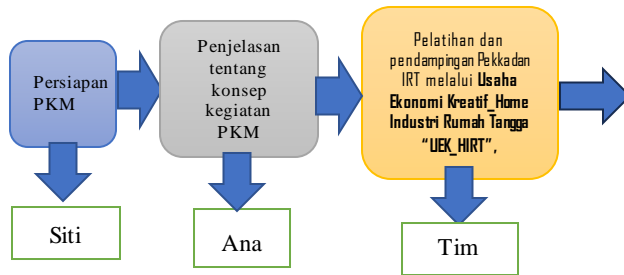 Persiapan
PKM
Penjelasan
tentang
konsep
kegiatan
PKM
Pelatihan dan
pendampingan Pekkadan
IRT melalui Usaha
Ekonomi Kreatif_Home
Industri Rumah Tangga
“UEK_HIRT”,
Siti
Ana
Tim